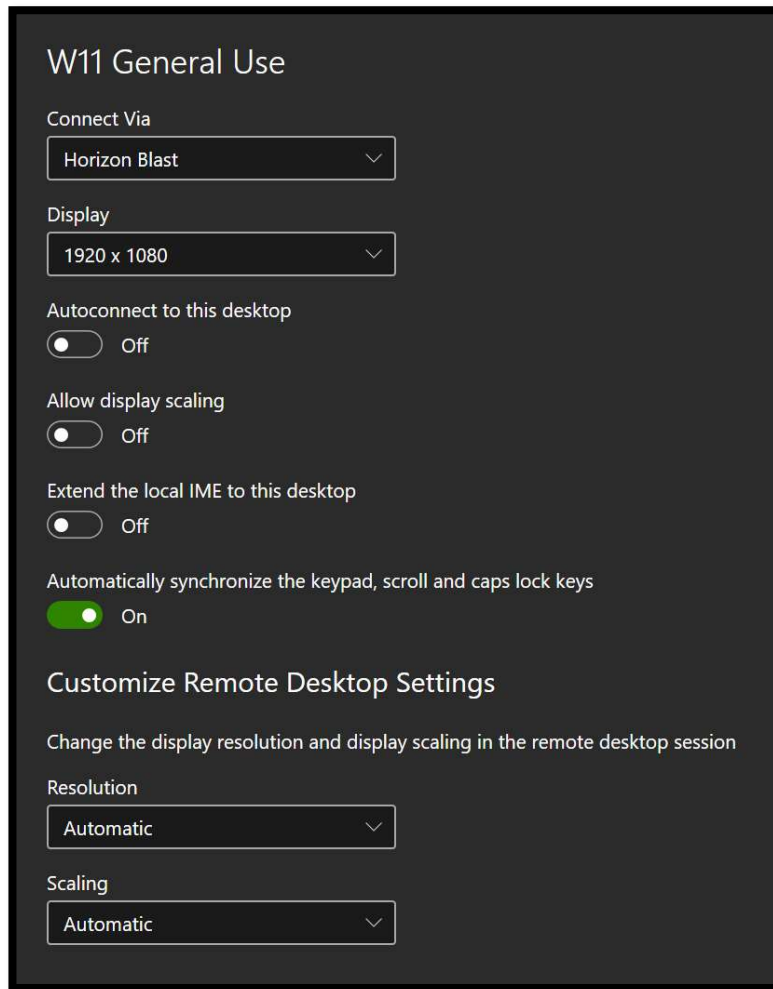 W11 General Use
Connect Via
Horizon Blast
Display
1920 x 1080
Autoconnect to this desktop
Off
Allow display scaling
Off
Extend the local IME to this desktop
Off
Automatically synchronize the keypad, scroll and caps lock keys
On
Customize Remote Desktop Settings
Change the display resolution and display scaling in the remote desktop session
Resolution
Automatic
Scaling
Automatic